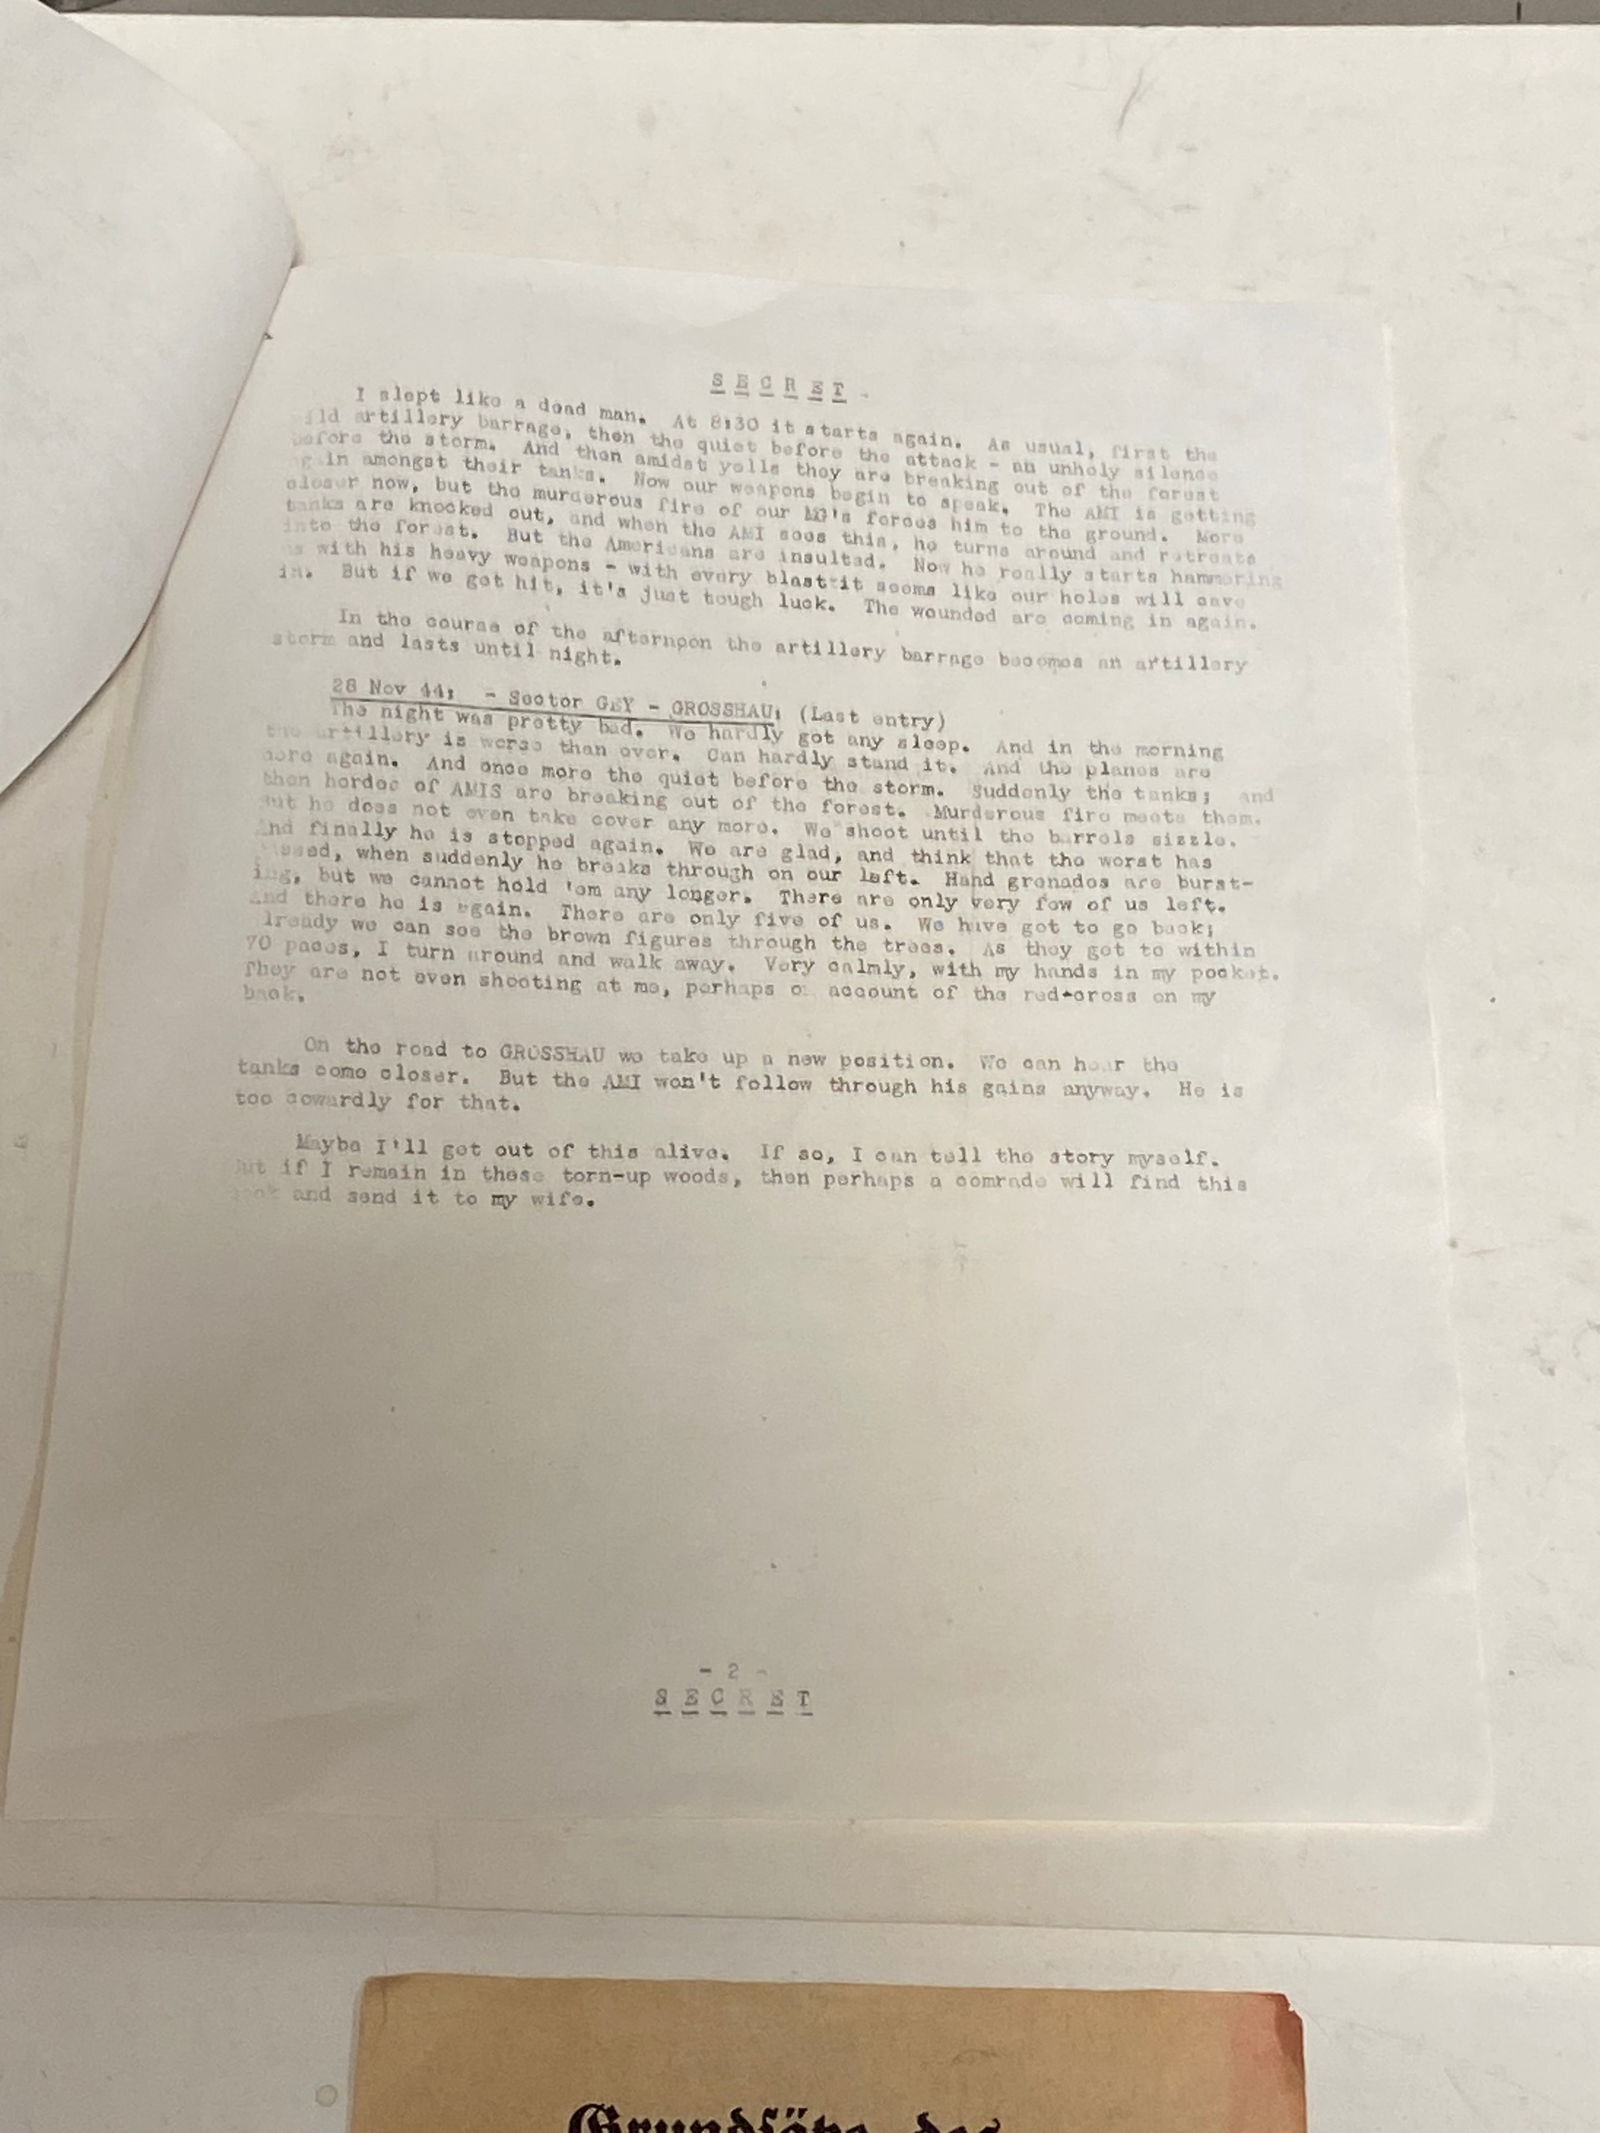 S E C R E T
I slept like a dead man. At 8:30 it starts again. As usual, first the
artillery barrage, then the quiet before the attack - an unholy silence
before the storm. And then amidst yells they are breaking out of the forest
again amongst their tanks. Now our weapons begin to speak. The AMI is getting
closer now, but the murderous fire of our MG's forces him to the ground. More
tanks are knocked out, and when the AMI sees this, he turns around and retreats
into the forest. But the Americans are insulted. Now he really starts hammering
us with his heavy weapons - with every blast it seems like our holes will cave
in. But if we get hit, it's just tough luck. The wounded are coming in again.
In the course of the afternoon the artillery barrage becomes an artillery
storm and lasts until night.
28 Nov 44: - Sector GEY - GROSSHAU: (Last entry)
The night was pretty bad. We hardly got any sleep. And in the morning
the artillery is worse than ever. Can hardly stand it. And the planes are
here again. And once more the quiet before the storm. Suddenly the tanks; and
then hordes of AMIS are breaking out of the forest. Murderous fire meets them.
But he does not even take cover any more. We shoot until the barrels sizzle.
And finally he is stopped again. We are glad, and think that the worst has
passed, when suddenly he breaks through on our left. Hand grenades are burst-
ing, but we cannot hold 'em any longer. There are only very few of us left.
And there he is again. There are only five of us. We have got to go back;
already we can see the brown figures through the trees. As they get to within
70 paces, I turn around and walk away. Very calmly, with my hands in my pocket.
They are not even shooting at me, perhaps on account of the red-cross on my
back.
On the road to GROSSHAU we take up a new position. We can hear the
tanks come closer. But the AMI won't follow through his gains anyway. He is
too cowardly for that.
Maybe I'll get out of this alive. If so, I can tell the story myself.
But if I remain in these torn-up woods, then perhaps a comrade will find this
book and send it to my wife.
- 2 -
S E C R E T
Grundsätze des